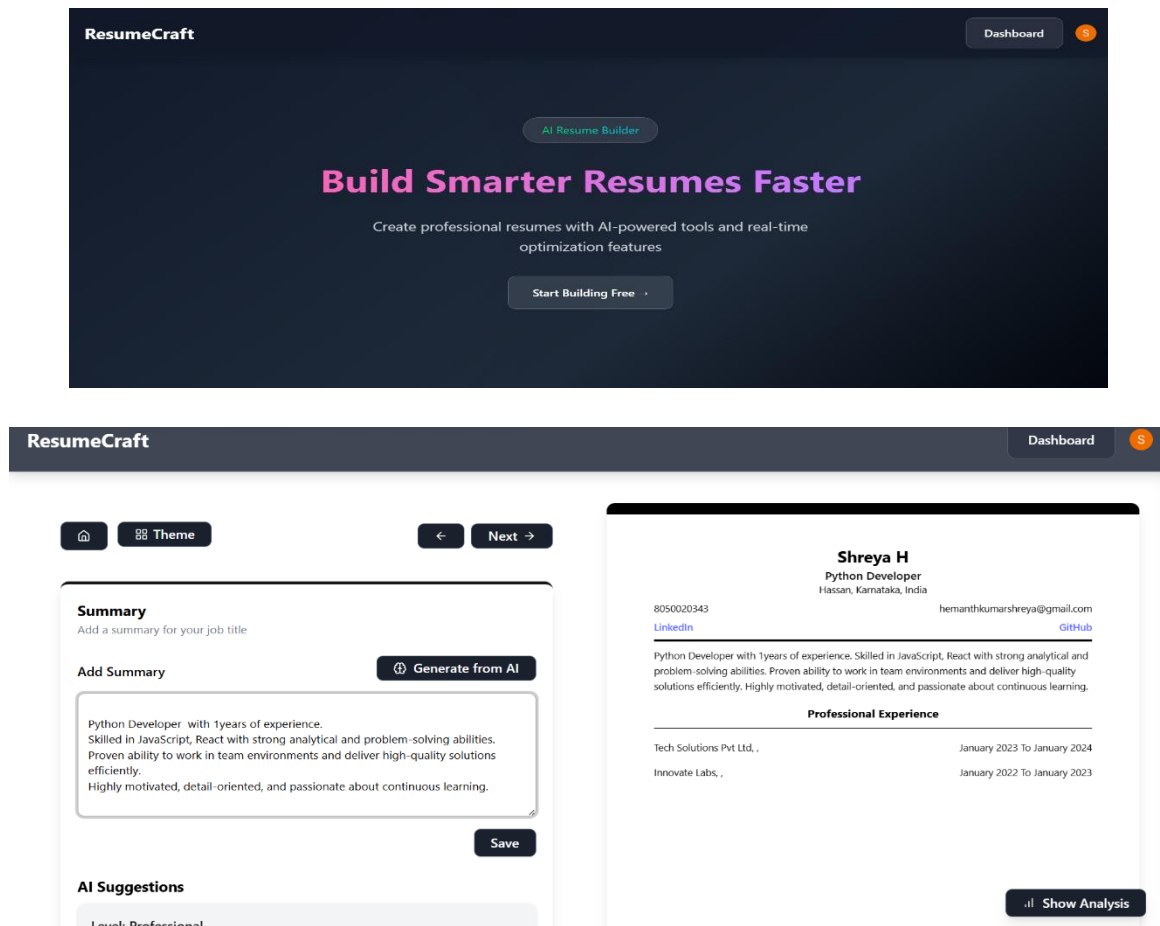 ResumeCraft
Dashboard
S
AI Resume Builder
Build Smarter Resumes Faster
Create professional resumes with AI-powered tools and real-time
optimization features
Start Building Free →
ResumeCraft
Dashboard
S
Theme
← Next →
Summary
Add a summary for your job title
Add Summary
Generate from AI
Python Developer with 1years of experience.
Skilled in JavaScript, React with strong analytical and problem-solving abilities.
Proven ability to work in team environments and deliver high-quality solutions
efficiently.
Highly motivated, detail-oriented, and passionate about continuous learning.
Save
AI Suggestions
Level: Professional
Shreya H
Python Developer
Hassan, Karnataka, India
8050020343 hemanthkumarshreya@gmail.com
LinkedIn GitHub
Python Developer with 1years of experience. Skilled in JavaScript, React with strong analytical and
problem-solving abilities. Proven ability to work in team environments and deliver high-quality
solutions efficiently. Highly motivated, detail-oriented, and passionate about continuous learning.
Professional Experience
Tech Solutions Pvt Ltd, , January 2023 To January 2024
Innovate Labs, , January 2022 To January 2023
Show Analysis